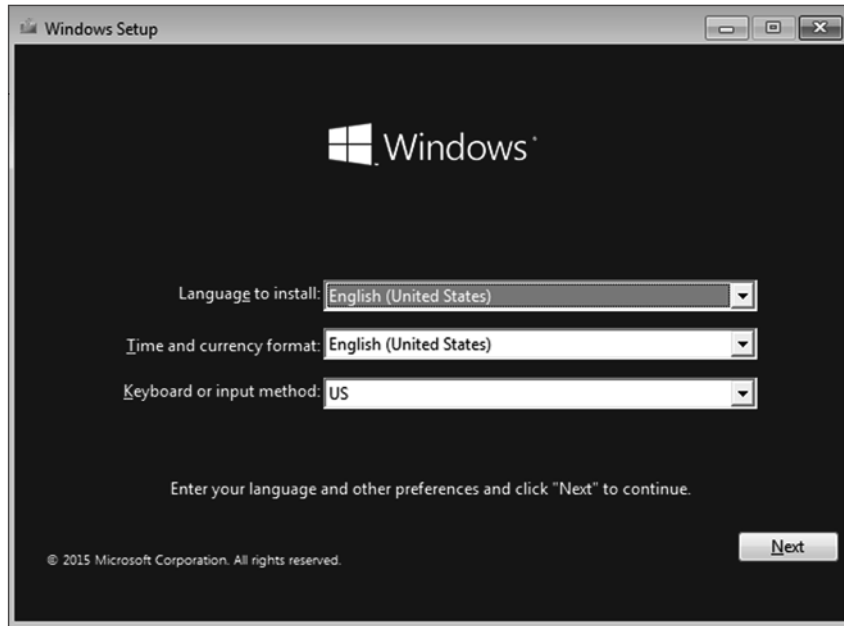 Windows Setup
Windows
Language to install: English (United States)
Time and currency format: English (United States)
Keyboard or input method: US
Enter your language and other preferences and click "Next" to continue.
Next
© 2015 Microsoft Corporation. All rights reserved.